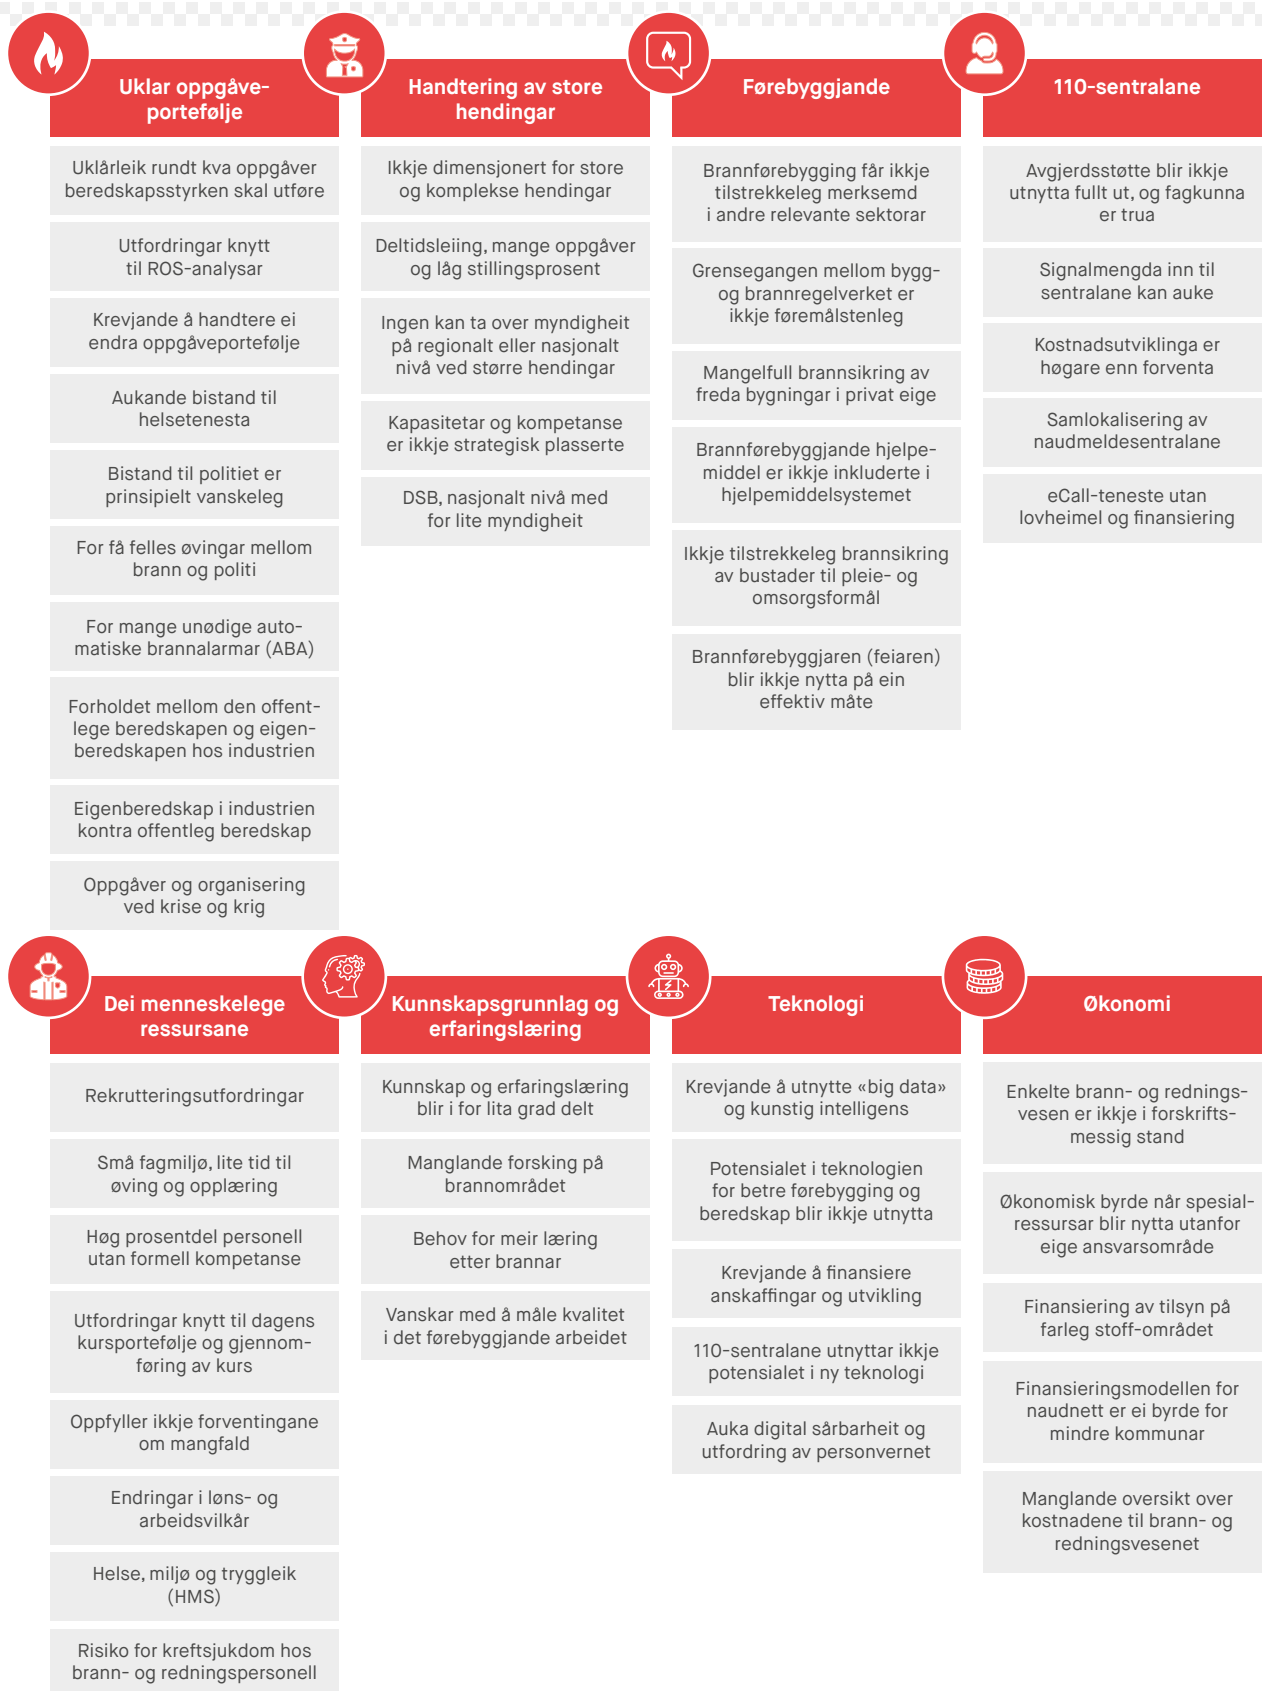 Uklar oppgåve-
portefølje
Uklårleik rundt kva oppgåver
beredskapsstyrken skal utføre
Utfordringar knytt
til ROS-analysar
Krevjande å handtere ei
endra oppgåveportefølje
Aukande bistand til
helsetenesta
Bistand til politiet er
prinsipielt vanskeleg
For få felles øvingar mellom
brann og politi
For mange unødige auto-
matiske brannalarmar (ABA)
Forholdet mellom den offent-
lege beredskapen og eigen-
beredskapen hos industrien
Eigenberedskap i industrien
kontra offentleg beredskap
Oppgåver og organisering
ved krise og krig
Handtering av store
hendingar
Ikkje dimensjonert for store
og komplekse hendingar
Deltidsleiing, mange oppgåver
og låg stillingsprosent
Ingen kan ta over myndigheit
på regionalt eller nasjonalt
nivå ved større hendingar
Kapasitetar og kompetanse
er ikkje strategisk plasserte
DSB, nasjonalt nivå med
for lite myndigheit
Førebyggjande
Brannførebygging får ikkje
tilstrekkeleg merksemd
i andre relevante sektorar
Grensegangen mellom bygg-
og brannregelverket er
ikkje føremålstenleg
Mangelfull brannsikring av
freda bygningar i privat eige
Brannførebyggjande hjelpe-
middel er ikkje inkluderte i
hjelpemiddelsystemet
Ikkje tilstrekkeleg brannsikring
av bustader til pleie- og
omsorgsformål
Brannførebyggjaren (feiaren)
blir ikkje nytta på ein
effektiv måte
110-sentralane
Avgjerdsstøtte blir ikkje
utnytta fullt ut, og fagkunna
er trua
Signalmengda inn til
sentralane kan auke
Kostnadsutviklinga er
høgare enn forventa
Samlokalisering av
naudmeldesentralane
eCall-teneste utan
lovheimel og finansiering
Dei menneskelege
ressursane
Rekrutteringsutfordringar
Små fagmiljø, lite tid til
øving og opplæring
Høg prosentdel personell
utan formell kompetanse
Utfordringar knytt til dagens
kursportefølje og gjennom-
føring av kurs
Oppfyller ikkje forventingane
om mangfald
Endringar i løns- og
arbeidsvilkår
Helse, miljø og tryggleik
(HMS)
Risiko for kreftsjukdom hos
brann- og redningspersonell
Kunnskapsgrunnlag og
erfaringslæring
Kunnskap og erfaringslæring
blir i for lita grad delt
Manglande forsking på
brannområdet
Behov for meir læring
etter brannar
Vanskar med å måle kvalitet
i det førebyggjande arbeidet
Teknologi
Krevjande å utnytte «big data»
og kunstig intelligens
Potensialet i teknologien
for betre førebygging og
beredskap blir ikkje utnytta
Krevjande å finansiere
anskaffingar og utvikling
110-sentralane utnyttar ikkje
potensialet i ny teknologi
Auka digital sårbarheit og
utfordring av personvernet
Økonomi
Enkelte brann- og rednings-
vesen er ikkje i forskrifts-
messig stand
Økonomisk byrde når spesial-
ressursar blir nytta utanfor
eige ansvarsområde
Finansiering av tilsyn på
farleg stoff-området
Finansieringsmodellen for
naudnett er ei byrde for
mindre kommunar
Manglande oversikt over
kostnadene til brann- og
redningsvesenet